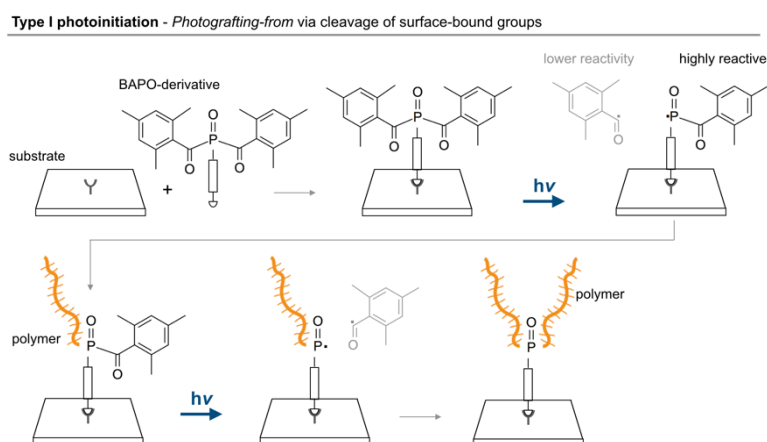 Type I photoinitiation - Photografting-from via cleavage of surface-bound groups
lower reactivity
highly reactive
BAPO-derivative
O
P
O
O
O
P
O
O
O
O
P
O
substrate
+
hν
O
P
O
polymer
hν
O
P
O
O
P
polymer